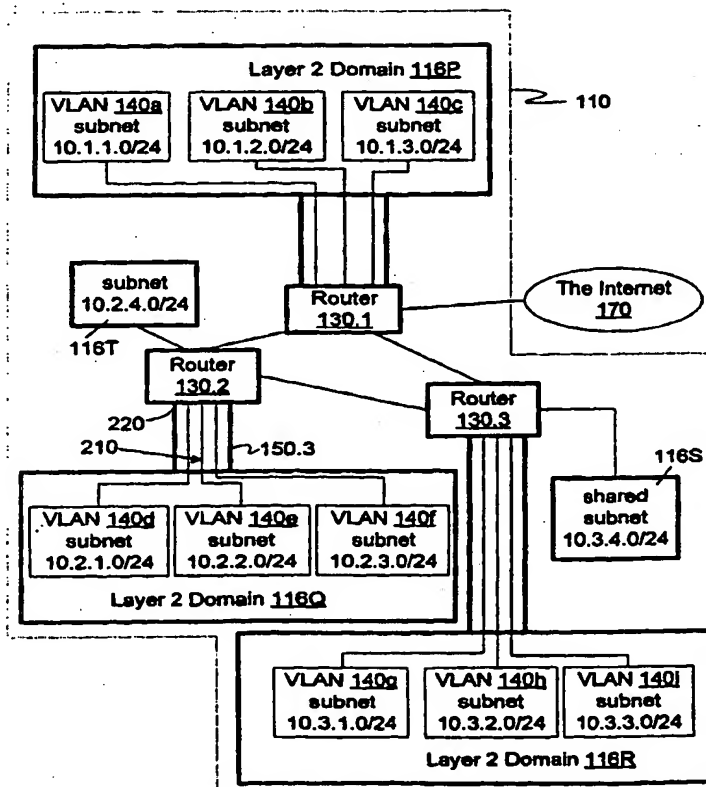 Layer 2 Domain 116P
VLAN 140a
subnet
10.1.1.0/24
VLAN 140b
subnet
10.1.2.0/24
VLAN 140c
subnet
10.1.3.0/24
110
subnet
10.2.4.0/24
116T
Router
130.1
The Internet
170
Router
130.2
Router
130.3
220
210
150.3
116S
shared
subnet
10.3.4.0/24
VLAN 140d
subnet
10.2.1.0/24
VLAN 140e
subnet
10.2.2.0/24
VLAN 140f
subnet
10.2.3.0/24
Layer 2 Domain 116Q
VLAN 140g
subnet
10.3.1.0/24
VLAN 140h
subnet
10.3.2.0/24
VLAN 140i
subnet
10.3.3.0/24
Layer 2 Domain 116R